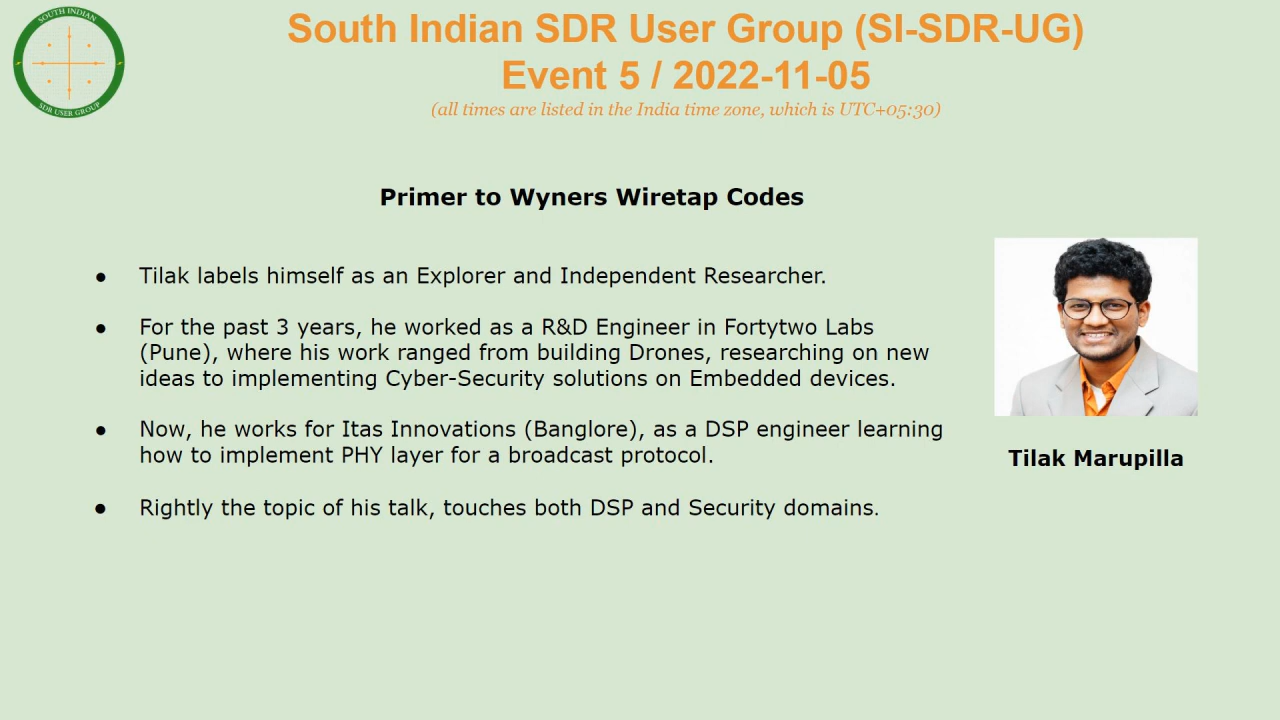 SOUTH INDIAN
SDR USER GROUP
South Indian SDR User Group (SI-SDR-UG)
Event 5 / 2022-11-05
(all times are listed in the India time zone, which is UTC+05:30)
Primer to Wyners Wiretap Codes
● Tilak labels himself as an Explorer and Independent Researcher.
● For the past 3 years, he worked as a R&D Engineer in Fortytwo Labs
(Pune), where his work ranged from building Drones, researching on new
ideas to implementing Cyber-Security solutions on Embedded devices.
● Now, he works for Itas Innovations (Banglore), as a DSP engineer learning
how to implement PHY layer for a broadcast protocol.
● Rightly the topic of his talk, touches both DSP and Security domains.
Tilak Marupilla